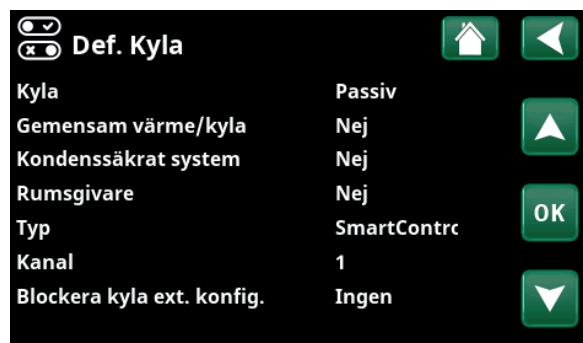 Def. Kyla
Kyla Passiv
Gemensam värme/kyla Nej
Kondenssäkrat system Nej
Rumsgivare Nej
Typ SmartContrc
Kanal 1
Blockera kyla ext. konfig. Ingen
OK